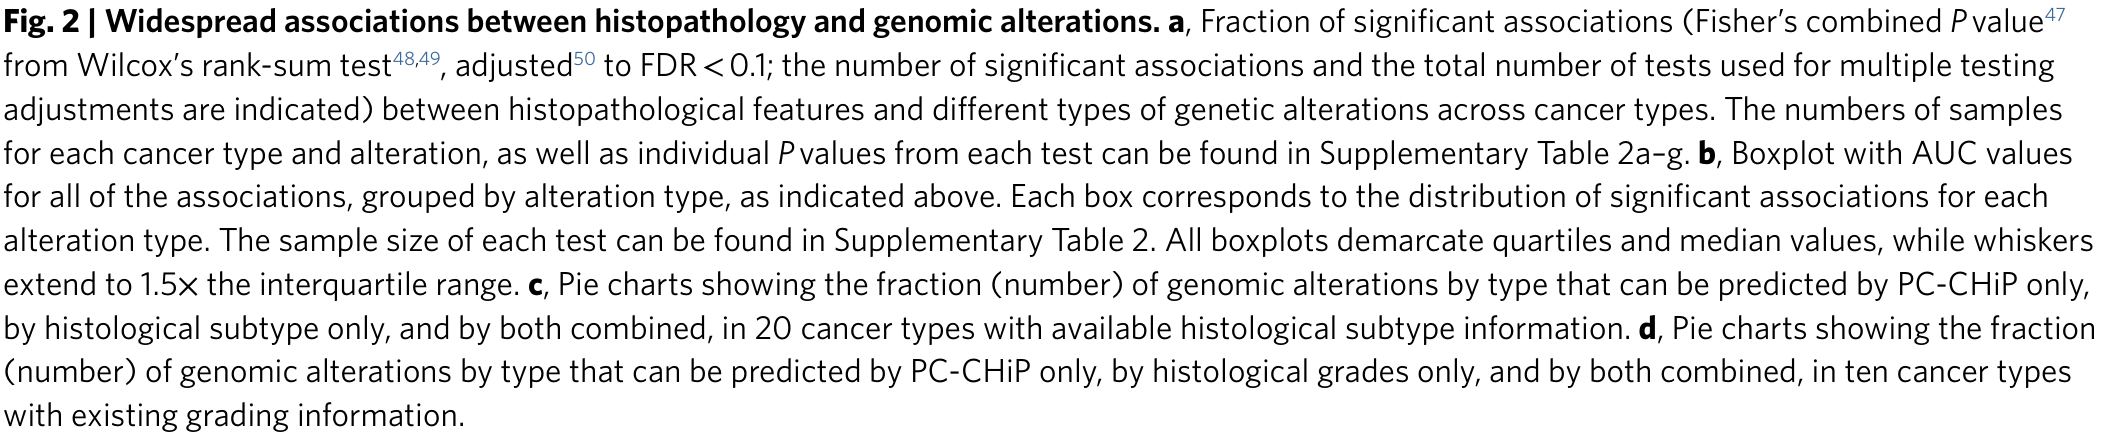 Fig. 2 | Widespread associations between histopathology and genomic alterations. a, Fraction of significant associations (Fisher's combined P value47
from Wilcox's rank-sum test48,49, adjusted50 to FDR < 0.1; the number of significant associations and the total number of tests used for multiple testing
adjustments are indicated) between histopathological features and different types of genetic alterations across cancer types. The numbers of samples
for each cancer type and alteration, as well as individual P values from each test can be found in Supplementary Table 2a–g. b, Boxplot with AUC values
for all of the associations, grouped by alteration type, as indicated above. Each box corresponds to the distribution of significant associations for each
alteration type. The sample size of each test can be found in Supplementary Table 2. All boxplots demarcate quartiles and median values, while whiskers
extend to 1.5× the interquartile range. c, Pie charts showing the fraction (number) of genomic alterations by type that can be predicted by PC-CHiP only,
by histological subtype only, and by both combined, in 20 cancer types with available histological subtype information. d, Pie charts showing the fraction
(number) of genomic alterations by type that can be predicted by PC-CHiP only, by histological grades only, and by both combined, in ten cancer types
with existing grading information.